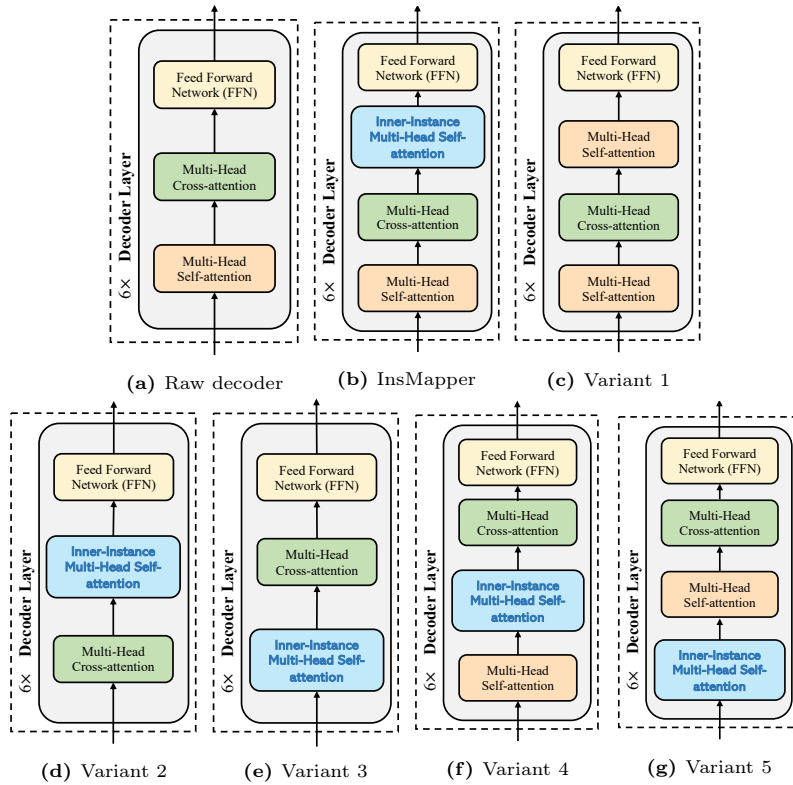 Feed Forward
Network (FFN)
Multi-Head
Cross-attention
Multi-Head
Self-attention
6× Decoder Layer
(a) Raw decoder
Feed Forward
Network (FFN)
Inner-Instance
Multi-Head Self-
attention
Multi-Head
Cross-attention
Multi-Head
Self-attention
6× Decoder Layer
(b) InsMapper
Feed Forward
Network (FFN)
Multi-Head
Self-attention
Multi-Head
Cross-attention
Multi-Head
Self-attention
6× Decoder Layer
(c) Variant 1
Feed Forward
Network (FFN)
Inner-Instance
Multi-Head Self-
attention
Multi-Head
Cross-attention
6× Decoder Layer
(d) Variant 2
Feed Forward
Network (FFN)
Multi-Head
Cross-attention
Inner-Instance
Multi-Head Self-
attention
6× Decoder Layer
(e) Variant 3
Feed Forward
Network (FFN)
Multi-Head
Cross-attention
Inner-Instance
Multi-Head Self-
attention
Multi-Head
Self-attention
6× Decoder Layer
(f) Variant 4
Feed Forward
Network (FFN)
Multi-Head
Cross-attention
Multi-Head
Self-attention
Inner-Instance
Multi-Head Self-
attention
6× Decoder Layer
(g) Variant 5